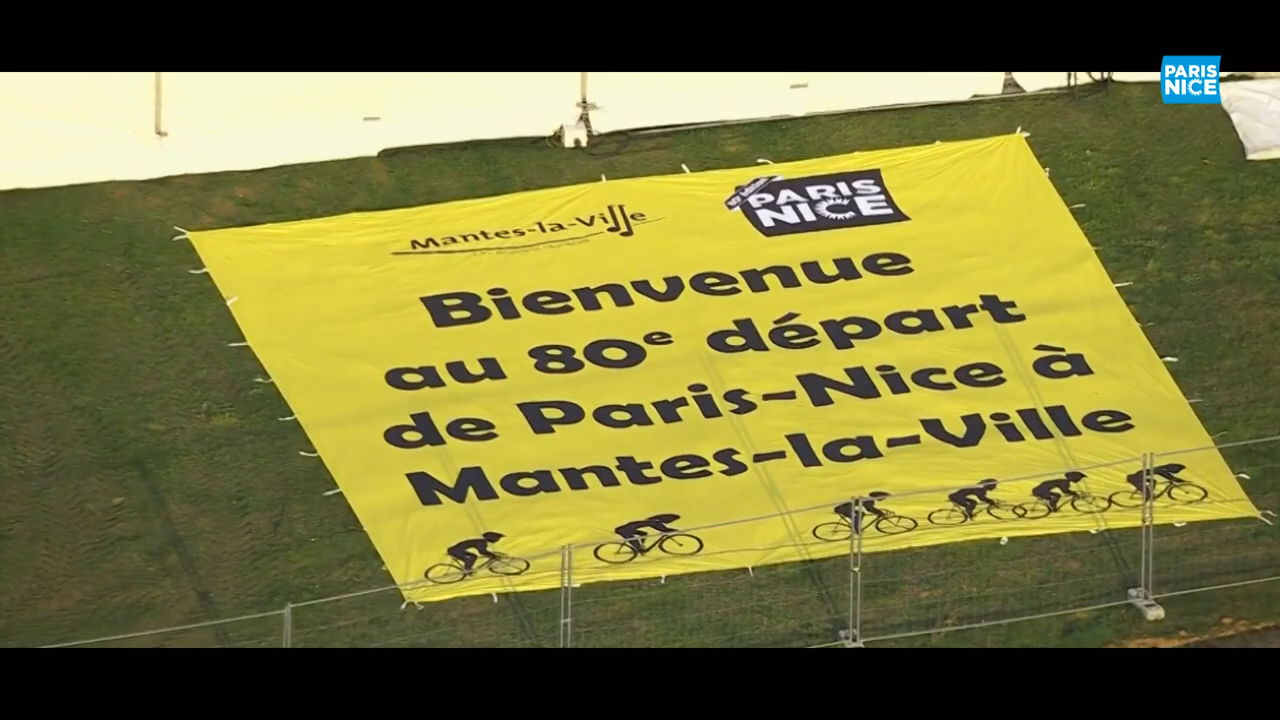 PARIS
NICE
Mantes-la-Ville
PARIS
NICE
Bienvenue
au 80e départ
de Paris-Nice à
Mantes-la-Ville